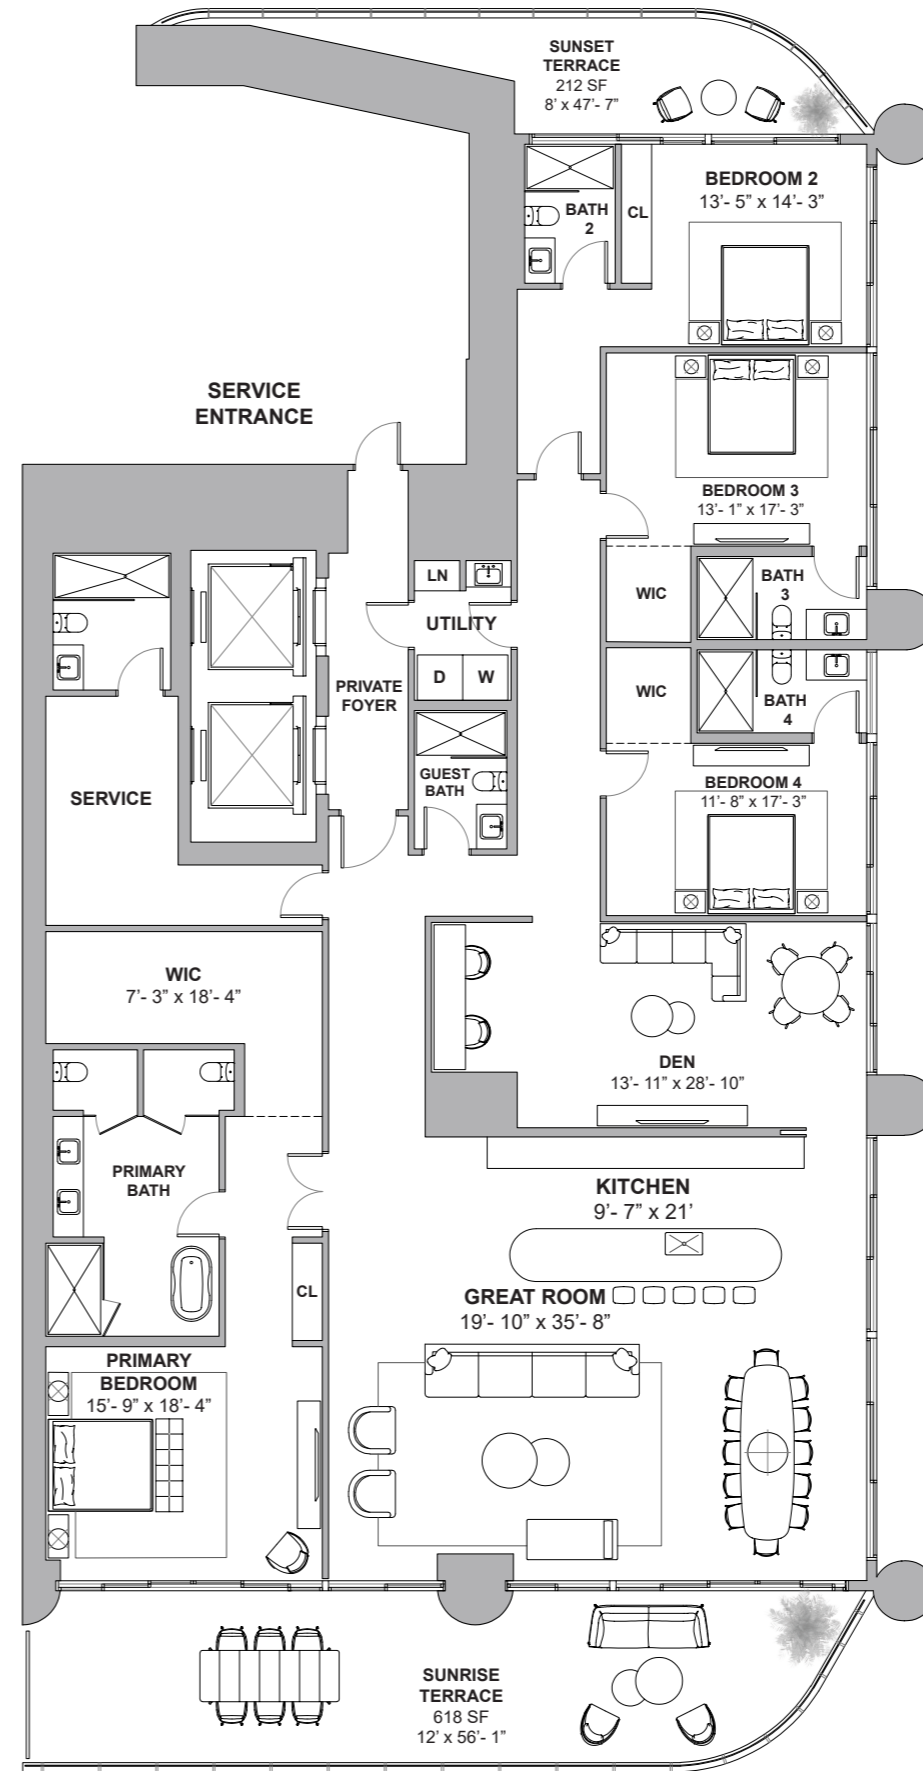 SUNSET
TERRACE
212 SF
8' x 47'- 7”
BEDROOM 2
13'- 5” x 14'- 3”
BATH
2
CL
SERVICE
ENTRANCE
BEDROOM 3
13'- 1” x 17'- 3”
LN
WIC
BATH
3
UTILITY
D
W
PRIVATE
FOYER
WIC
BATH
4
GUEST
BATH
SERVICE
BEDROOM 4
11'- 8” x 17'- 3”
WIC
7'- 3” x 18'- 4”
DEN
13'- 11” x 28'- 10”
PRIMARY
BATH
KITCHEN
9'- 7” x 21'
CL
GREAT ROOM
19'- 10” x 35'- 8”
PRIMARY
BEDROOM
15'- 9” x 18'- 4”
SUNRISE
TERRACE
618 SF
12' x 56'- 1”